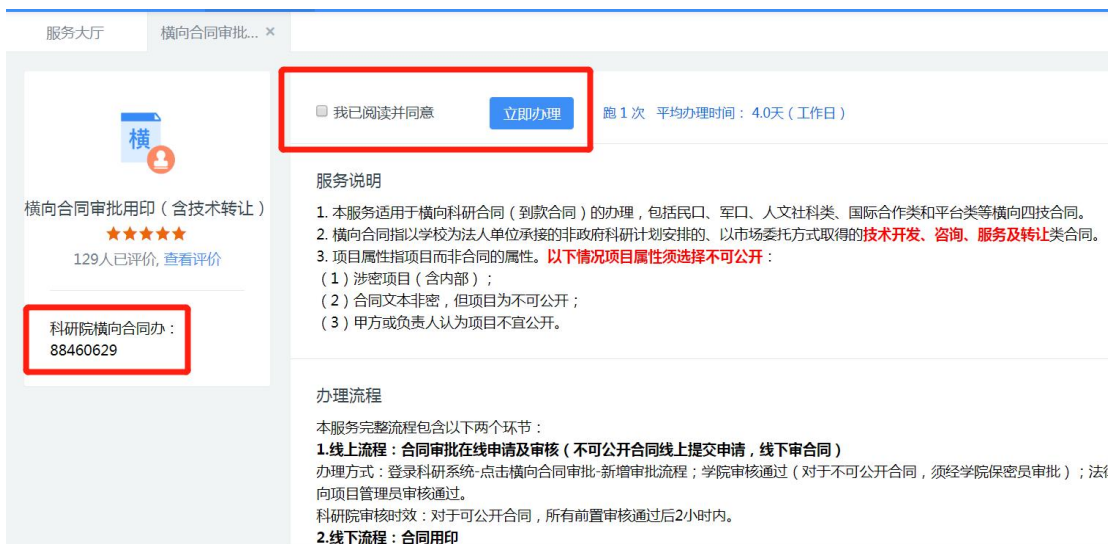 服务大厅
横向合同审批... ×
我已阅读并同意
立即办理
跑 1 次 平均办理时间： 4.0天（工作日）
横
横向合同审批用印（含技术转让）
129人已评价, 查看评价
科研院横向合同办：
88460629
服务说明
1. 本服务适用于横向科研合同（到款合同）的办理，包括民口、军口、人文社科类、国际合作类和平台类等横向四技合同。
2. 横向合同指以学校为法人单位承接的非政府科研计划安排的、以市场委托方式取得的技术开发、咨询、服务及转让类合同。
3. 项目属性指项目而非合同的属性。以下情况项目属性须选择不可公开：
（1）涉密项目（含内部）；
（2）合同文本非密，但项目为不可公开；
（3）甲方或负责人认为项目不宜公开。
办理流程
本服务完整流程包含以下两个环节：
1.线上流程：合同审批在线申请及审核（不可公开合同线上提交申请，线下审合同）
办理方式：登录科研系统-点击横向合同审批-新增审批流程；学院审核通过（对于不可公开合同，须经学院保密员审批）；法
向项目管理员审核通过。
科研院审核时效：对于可公开合同，所有前置审核通过后2小时内。
2.线下流程：合同用印